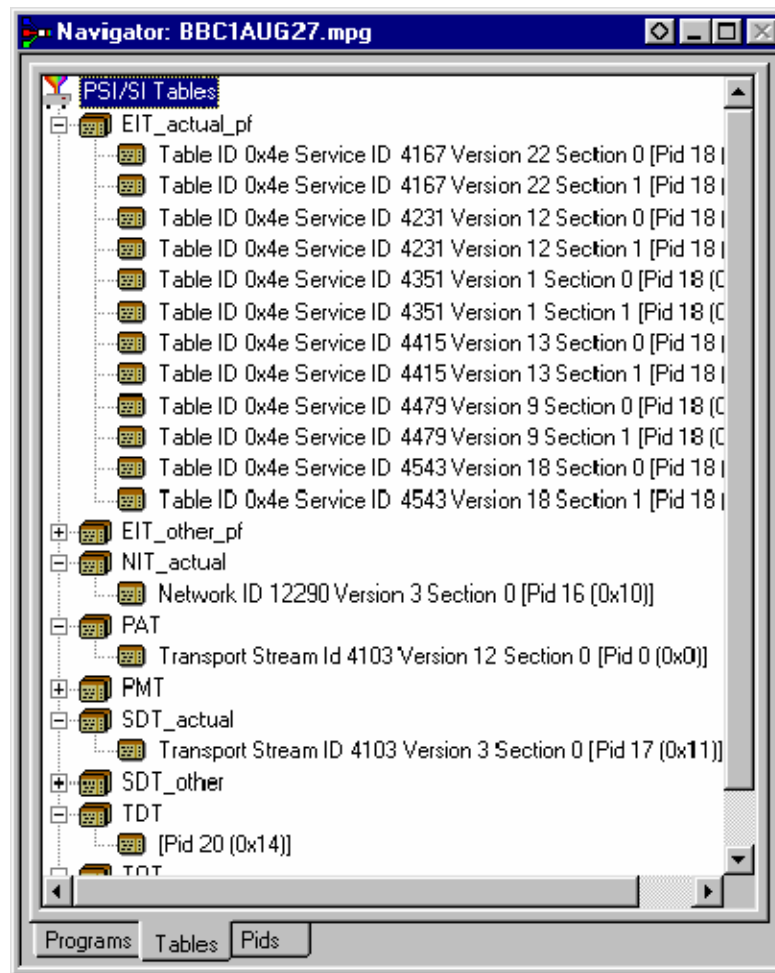 Navigator: BBC1AUG27.mpg
PSI/SI Tables
EIT_actual_pf
Table ID 0x4e Service ID 4167 Version 22 Section 0 [Pid 18 (
Table ID 0x4e Service ID 4167 Version 22 Section 1 [Pid 18 (
Table ID 0x4e Service ID 4231 Version 12 Section 0 [Pid 18 (
Table ID 0x4e Service ID 4231 Version 12 Section 1 [Pid 18 (
Table ID 0x4e Service ID 4351 Version 1 Section 0 [Pid 18 (0
Table ID 0x4e Service ID 4351 Version 1 Section 1 [Pid 18 (0
Table ID 0x4e Service ID 4415 Version 13 Section 0 [Pid 18 (
Table ID 0x4e Service ID 4415 Version 13 Section 1 [Pid 18 (
Table ID 0x4e Service ID 4479 Version 9 Section 0 [Pid 18 (0
Table ID 0x4e Service ID 4479 Version 9 Section 1 [Pid 18 (0
Table ID 0x4e Service ID 4543 Version 18 Section 0 [Pid 18 (
Table ID 0x4e Service ID 4543 Version 18 Section 1 [Pid 18 (
EIT_other_pf
NIT_actual
Network ID 12290 Version 3 Section 0 [Pid 16 (0x10)]
PAT
Transport Stream Id 4103 Version 12 Section 0 [Pid 0 (0x0)]
PMT
SDT_actual
Transport Stream ID 4103 Version 3 Section 0 [Pid 17 (0x11)]
SDT_other
TDT
[Pid 20 (0x14)]
TOT
Programs Tables Pids